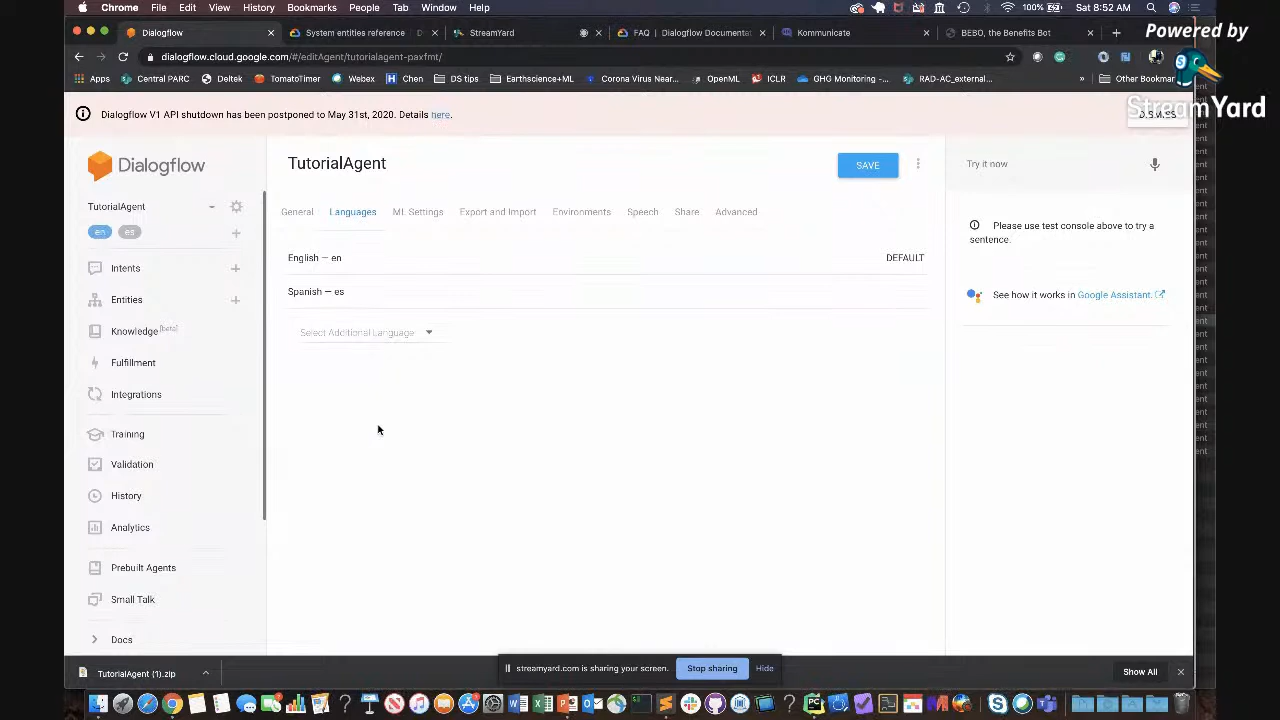 Chrome File Edit View History Bookmarks People Tab Window Help 100% Sat 8:52 AM
Powered by
StreamYard
Dialogflow System entities reference StreamYard FAQ | Dialogflow Documentat Kommunicate BEBO, the Benefits Bot
dialogflow.cloud.google.com/#/editAgent/tutorialagent-paxfmt/
Apps Central PARC Deltek TomatoTimer Chen DS tips Earthscience+ML Corona Virus Near... OpenML ICLR GHG Monitoring -... RAD-AC_external... » Other Bookmar
Dialogflow V1 API shutdown has been postponed to May 31st, 2020. Details here.
DISMISS
Dialogflow
TutorialAgent
en es
Intents
Entities
Knowledge [beta]
Fulfillment
Integrations
Training
Validation
History
Analytics
Prebuilt Agents
Small Talk
Docs
TutorialAgent
SAVE
General Languages ML Settings Export and Import Environments Speech Share Advanced
English — en DEFAULT
Spanish — es
Select Additional Language
Try it now
Please use test console above to try a
sentence.
See how it works in Google Assistant.
TutorialAgent (1).zip
streamyard.com is sharing your screen. Stop sharing Hide
Show All